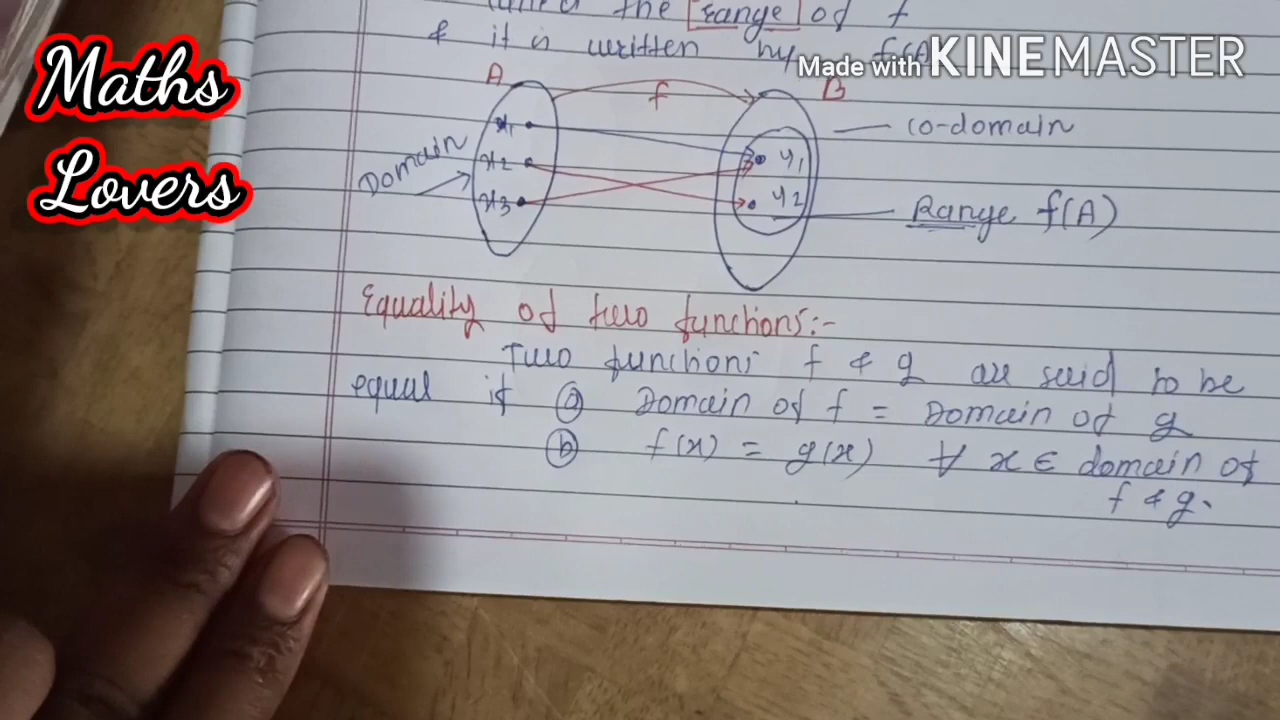 the range of f
& it is written by f(A
Made with KINEMASTER
Maths
Lovers
A
f
B
x1
x2
x3
Domain
y1
y2
co-domain
Range f(A)
Equality of two functions:-
Two functions f & g are said to be
equal if ⓐ Domain of f = Domain of g
ⓑ f(x) = g(x) ∀ x ∈ domain of
f & g.